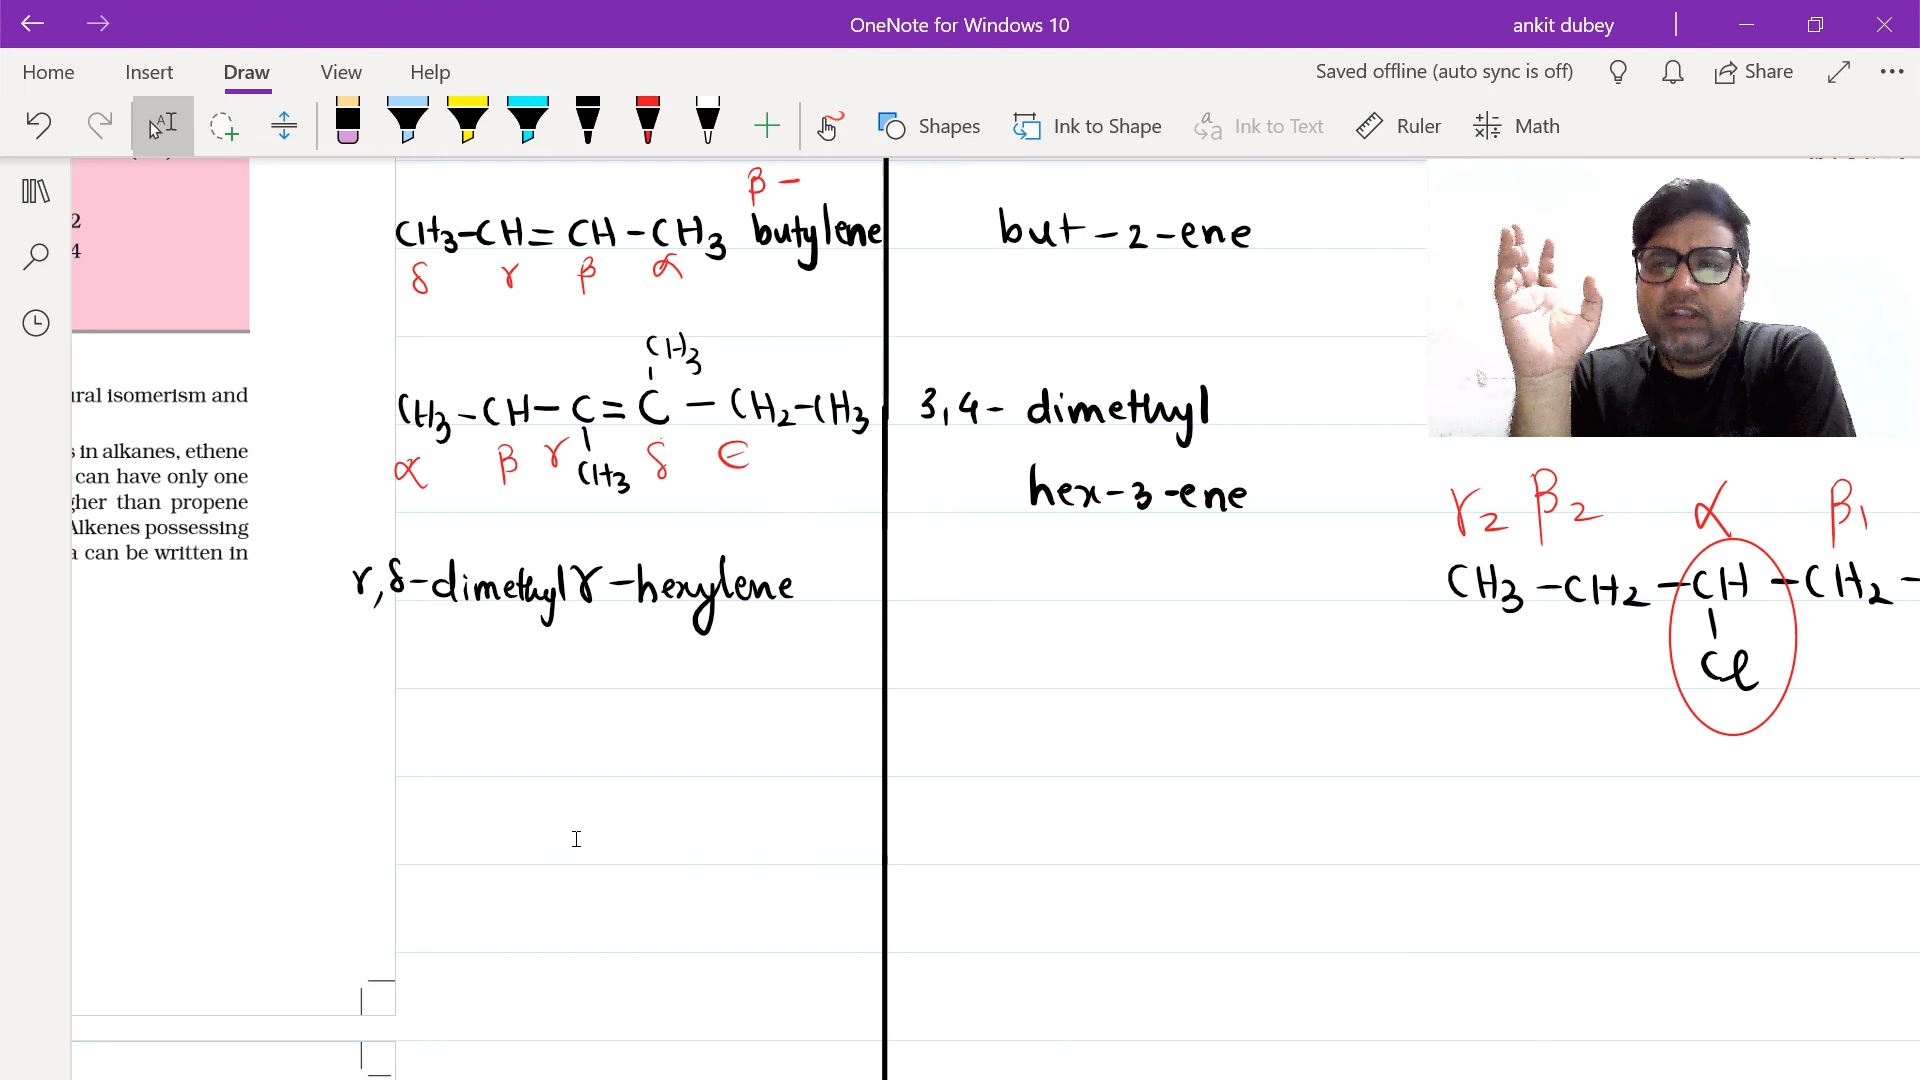 OneNote for Windows 10
ankit dubey
Home Insert Draw View Help
Saved offline (auto sync is off)
Share
Shapes
Ink to Shape
Ink to Text
Ruler
Math
2
4
ural isomerism and
in alkanes, ethene
can have only one
gher than propene
Alkenes possessing
a can be written in
β –
CH3–CH=CH–CH3 butylene
δ γ β α
but–2–ene
CH3
CH3–CH–C=C–CH2–CH3
CH3
α β γ δ ϵ
3,4- dimethyl
hex-3-ene
γ,δ-dimethyl γ-hexylene
γ2 β2 α β1
CH3–CH2–CH–CH2–
Cl